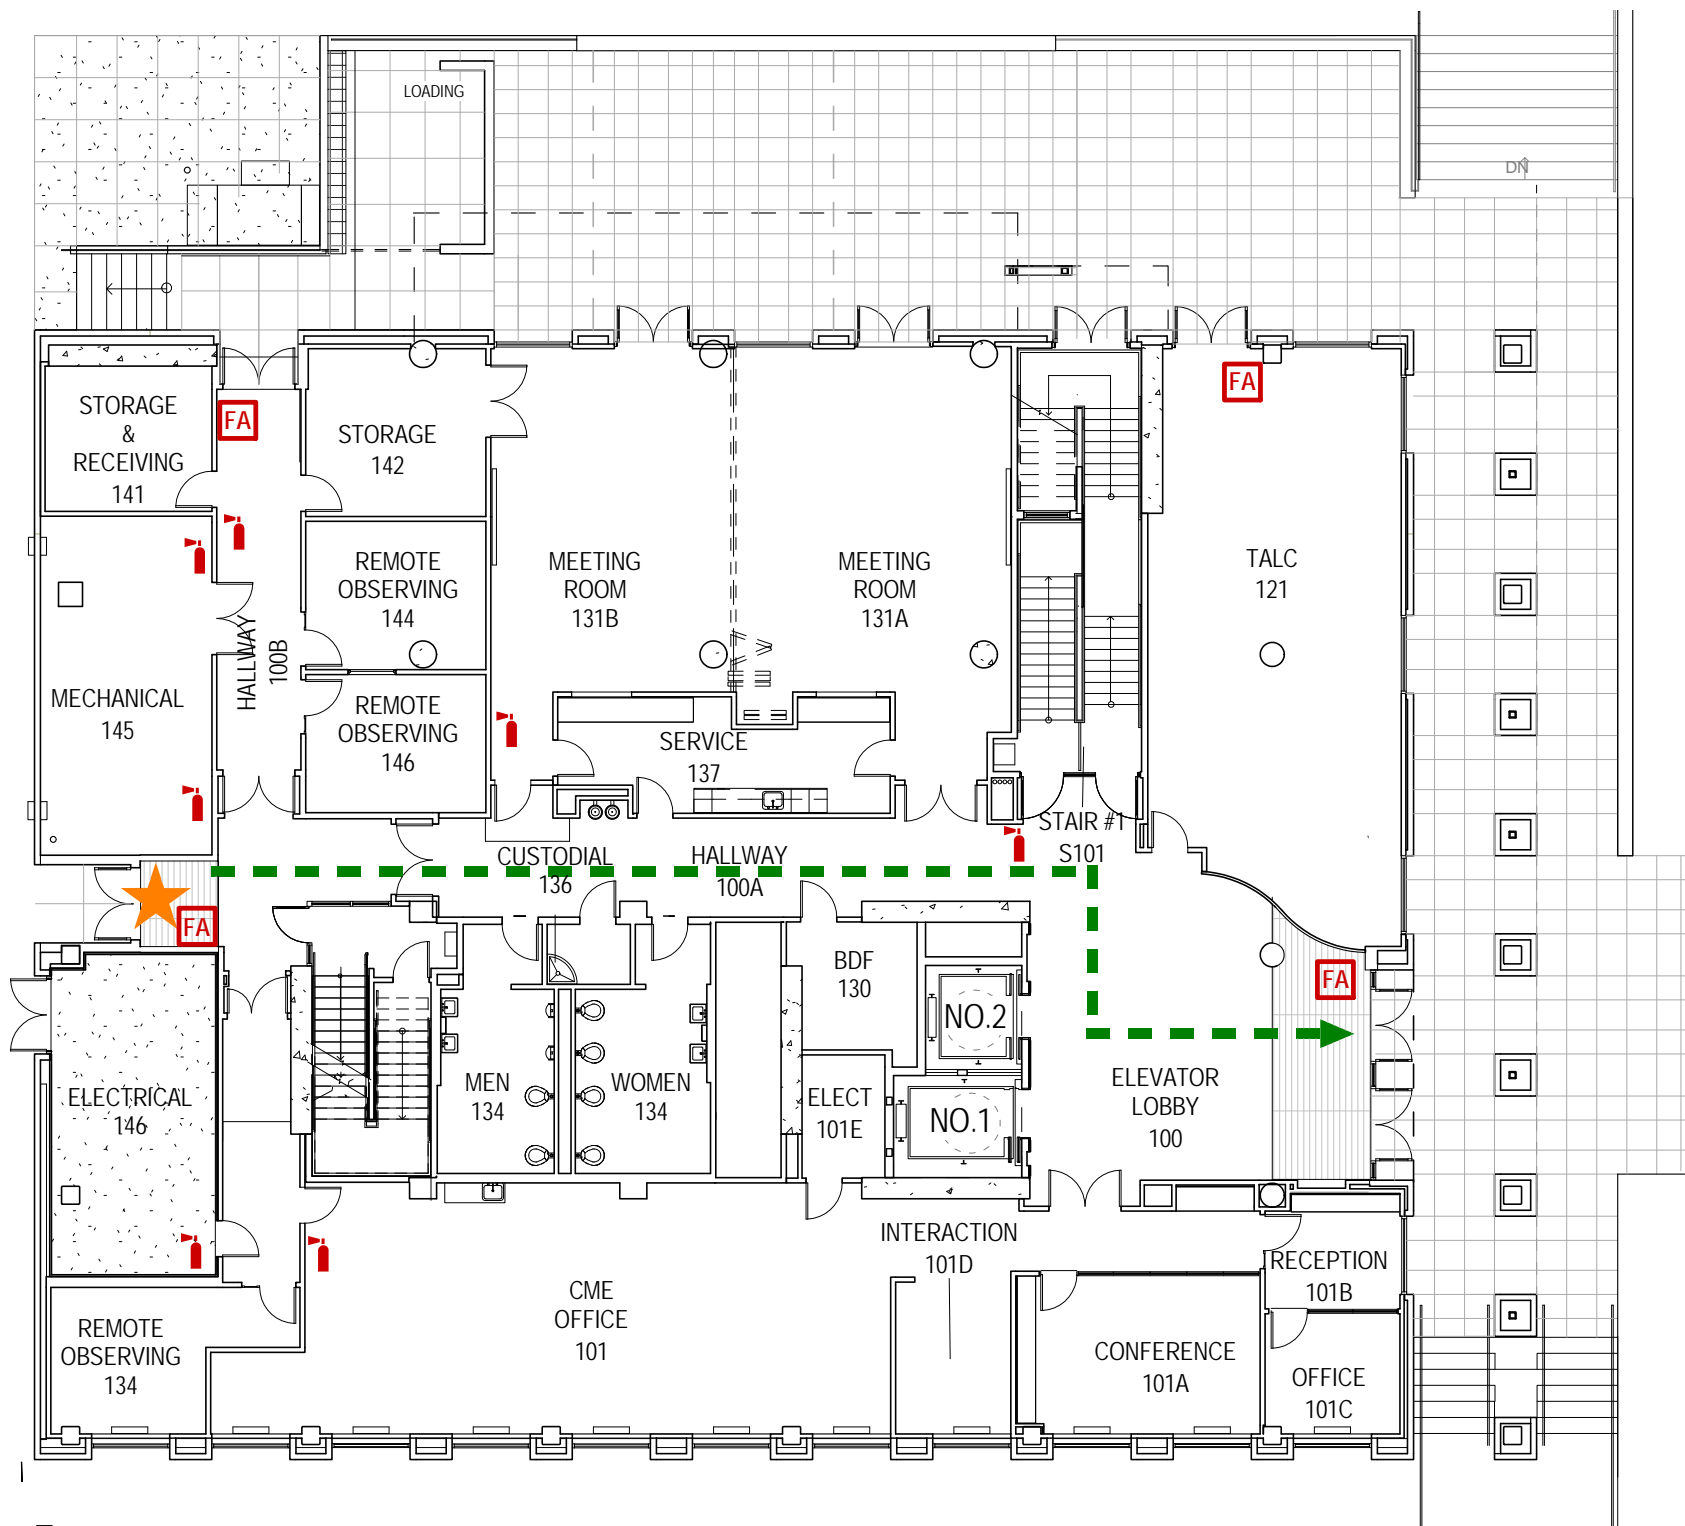 LOADING
DN
FA
FA
STORAGE
&
RECEIVING
141
STORAGE
142
REMOTE
OBSERVING
144
MEETING
ROOM
131B
MEETING
ROOM
131A
TALC
121
HALLWAY
100B
MECHANICAL
145
REMOTE
OBSERVING
146
SERVICE
137
STAIR #1
S101
CUSTODIAL
136
HALLWAY
100A
FA
BDF
130
FA
NO.2
ELECTRICAL
146
MEN
134
WOMEN
134
ELECT
101E
NO.1
ELEVATOR
LOBBY
100
INTERACTION
101D
RECEPTION
101B
CME
OFFICE
101
REMOTE
OBSERVING
134
CONFERENCE
101A
OFFICE
101C